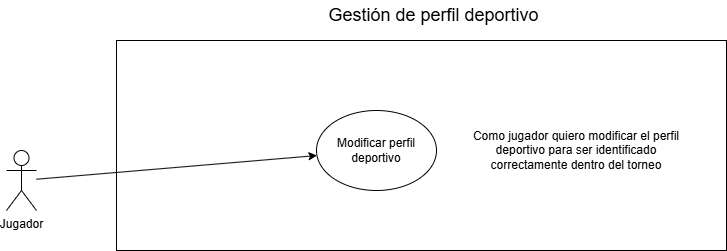 Gestión de perfil deportivo
Modificar perfil
deportivo
Como jugador quiero modificar el perfil
deportivo para ser identificado
correctamente dentro del torneo
Jugador